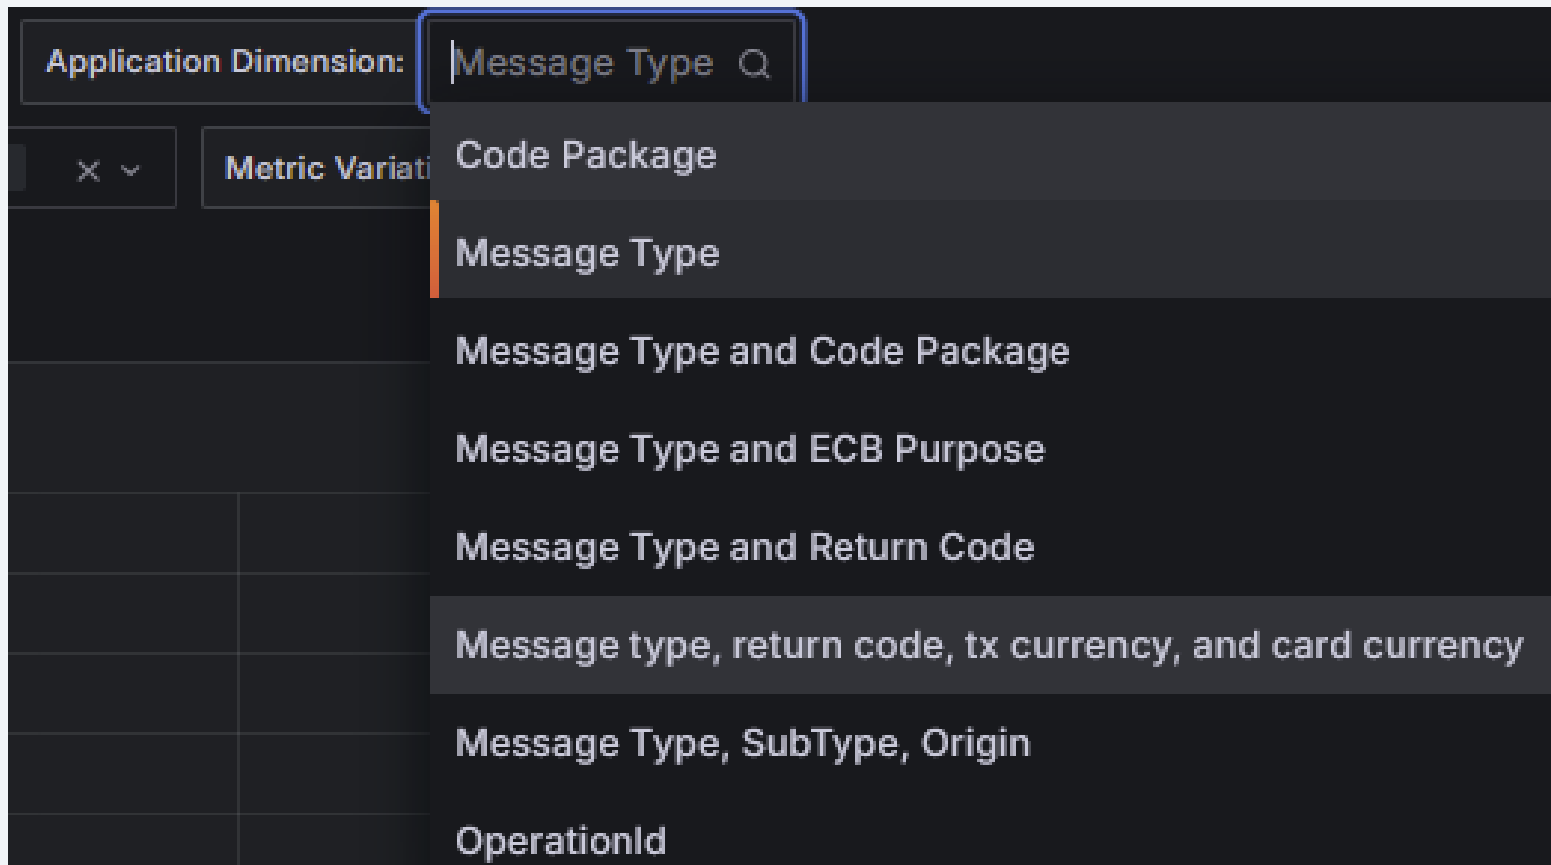 Application Dimension: Message Type
Metric Variati
Code Package
Message Type
Message Type and Code Package
Message Type and ECB Purpose
Message Type and Return Code
Message type, return code, tx currency, and card currency
Message Type, SubType, Origin
OperationId